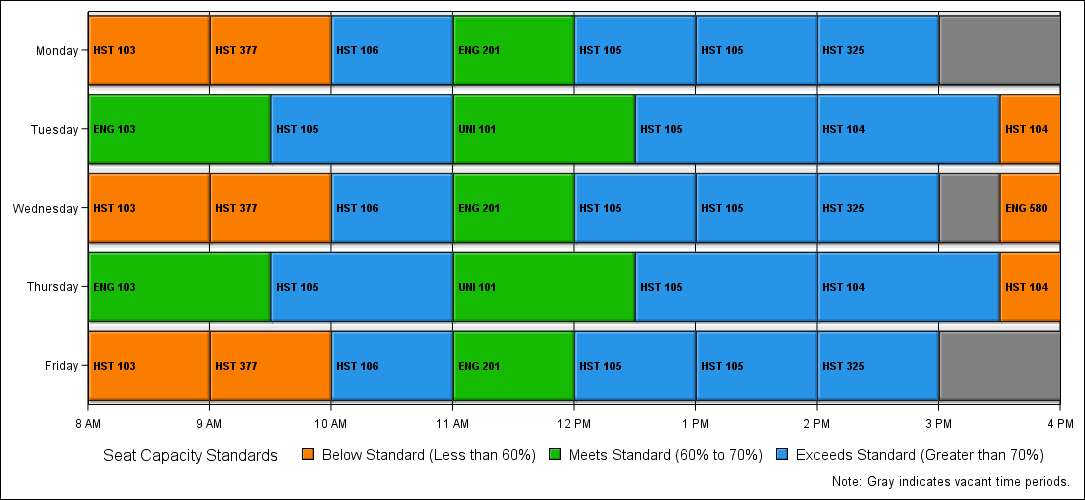 Monday HST 103 HST 377 HST 106 ENG 201 HST 105 HST 105 HST 325
Tuesday ENG 103 HST 105 UNI 101 HST 105 HST 104 HST 104
Wednesday HST 103 HST 377 HST 106 ENG 201 HST 105 HST 105 HST 325 ENG 580
Thursday ENG 103 HST 105 UNI 101 HST 105 HST 104 HST 104
Friday HST 103 HST 377 HST 106 ENG 201 HST 105 HST 105 HST 325
8 AM 9 AM 10 AM 11 AM 12 PM 1 PM 2 PM 3 PM 4 PM
Seat Capacity Standards Below Standard (Less than 60%) Meets Standard (60% to 70%) Exceeds Standard (Greater than 70%)
Note: Gray indicates vacant time periods.